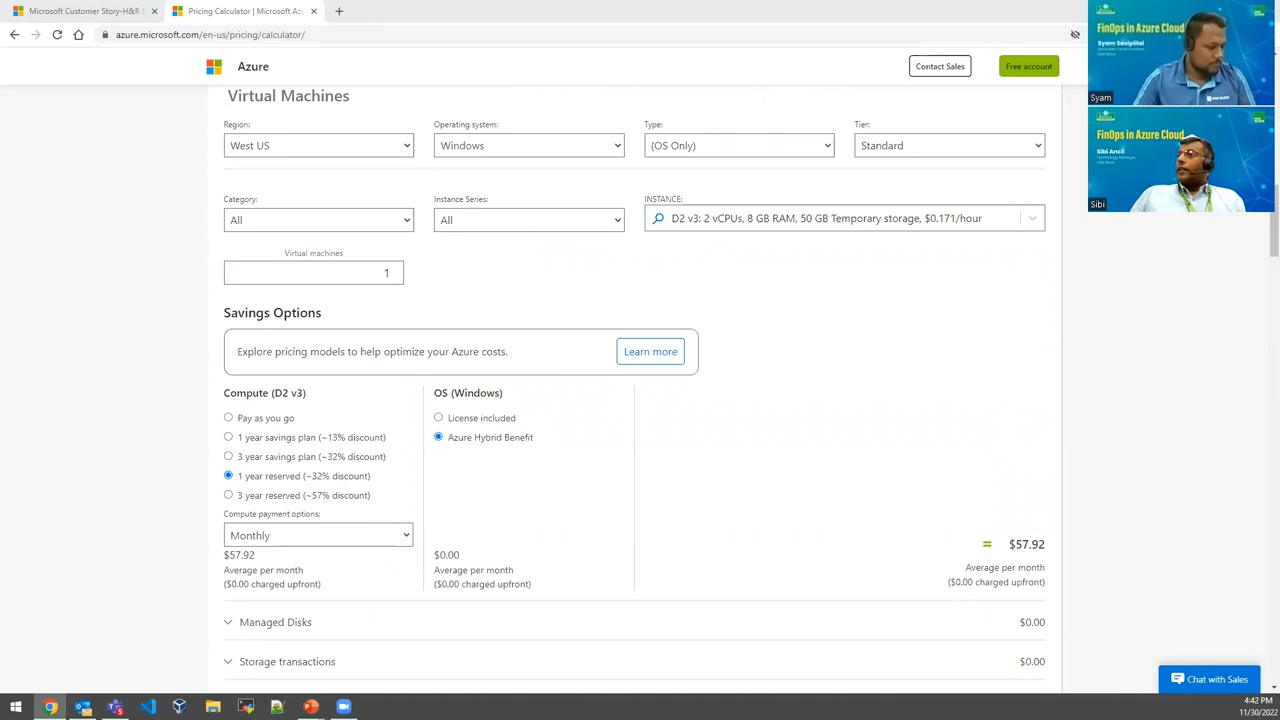 Microsoft Customer Story-H&R S
Pricing Calculator | Microsoft Az
azure.microsoft.com/en-us/pricing/calculator/
Azure
Contact Sales
Free account
Virtual Machines
Region:
Operating system:
Type:
Tier:
West US
Windows
(OS Only)
Standard
Category:
Instance Series:
INSTANCE:
All
All
D2 v3: 2 vCPUs, 8 GB RAM, 50 GB Temporary storage, $0.171/hour
Virtual machines
1
Savings Options
Explore pricing models to help optimize your Azure costs.
Learn more
Compute (D2 v3)
OS (Windows)
Pay as you go
License included
1 year savings plan (~13% discount)
Azure Hybrid Benefit
3 year savings plan (~32% discount)
1 year reserved (~32% discount)
3 year reserved (~57% discount)
Compute payment options:
Monthly
$57.92
Average per month
($0.00 charged upfront)
$0.00
Average per month
($0.00 charged upfront)
= $57.92
Average per month
($0.00 charged upfront)
Managed Disks
$0.00
Storage transactions
$0.00
Chat with Sales
4:42 PM
11/30/2022
FinOps in Azure Cloud
Syam Sasipillai
Syam
FinOps in Azure Cloud
Sibi Ancil
Technology Manager,
H&R Block
Sibi